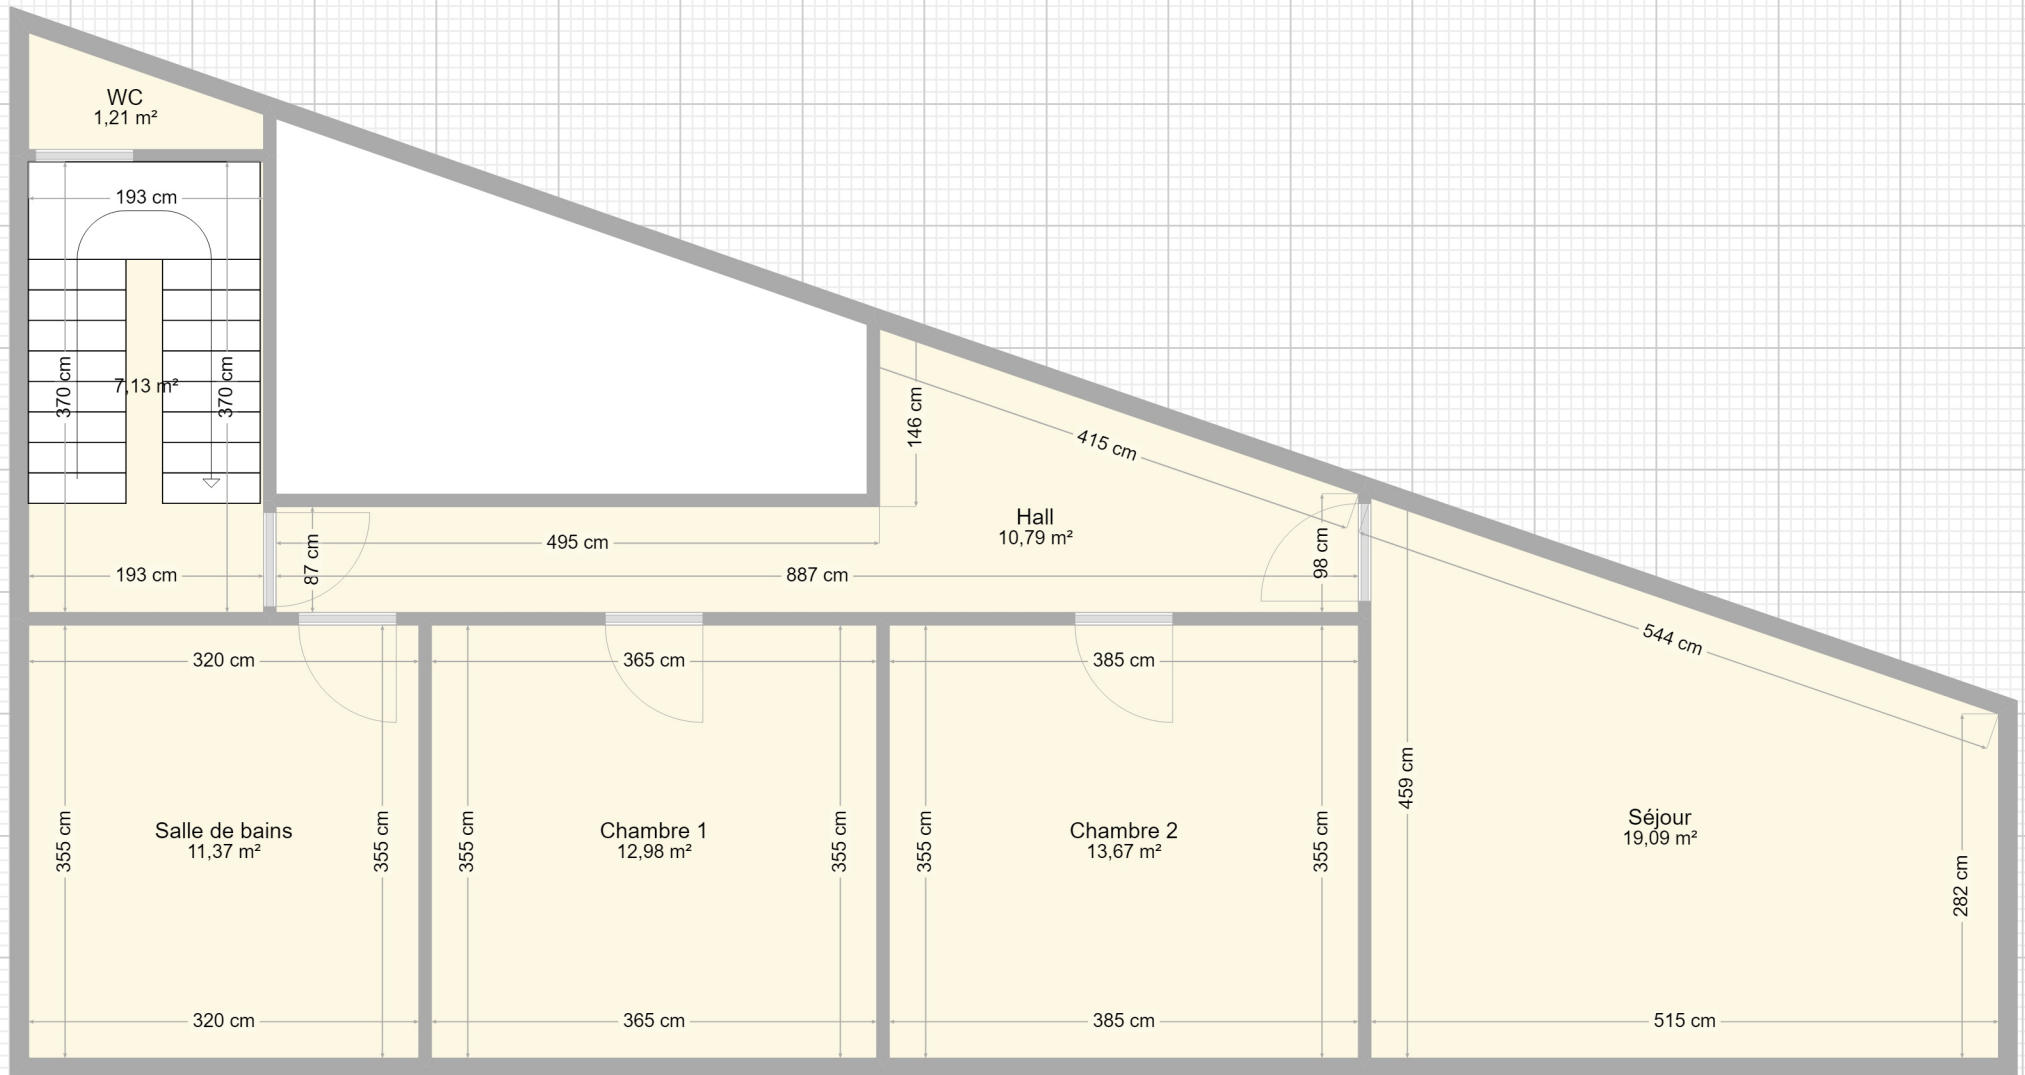 WC
1,21 m²
193 cm
370 cm
7,13 m²
370 cm
193 cm
87 cm
495 cm
887 cm
146 cm
415 cm
Hall
10,79 m²
98 cm
544 cm
320 cm
365 cm
385 cm
459 cm
355 cm
Salle de bains
11,37 m²
355 cm
355 cm
Chambre 1
12,98 m²
355 cm
355 cm
Chambre 2
13,67 m²
355 cm
Séjour
19,09 m²
282 cm
320 cm
365 cm
385 cm
515 cm